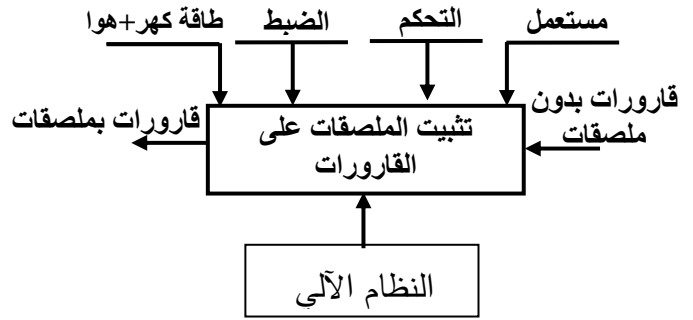 مستعمل
التحكم
الضبط
طاقة كهر+هوا
قارورات بدون
ملصقات
تثبيت الملصقات على
القارورات
قارورات بملصقات
النظام الآلي